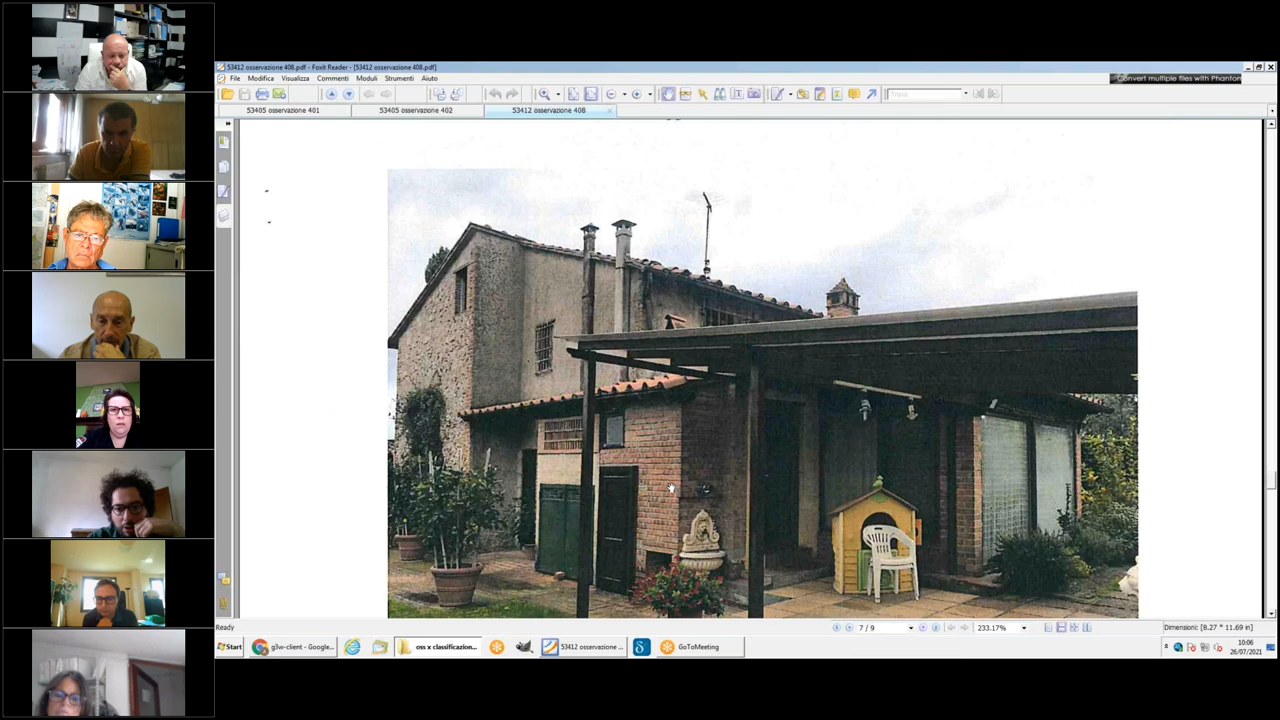 53412 osservazione 408.pdf - Foxit Reader - [53412 osservazione 408.pdf]
File Modifica Visualizza Commenti Moduli Strumenti Aiuto
Convert multiple files with Phantom
Trova
53405 osservazione 401 53405 osservazione 402 53412 osservazione 408
Ready 7 / 9 233.17% Dimensioni: [8.27 * 11.69 in]
Start g3w-client - Google... oss x classificazion... 53412 osservazione ... GoToMeeting
10:06
26/07/2021